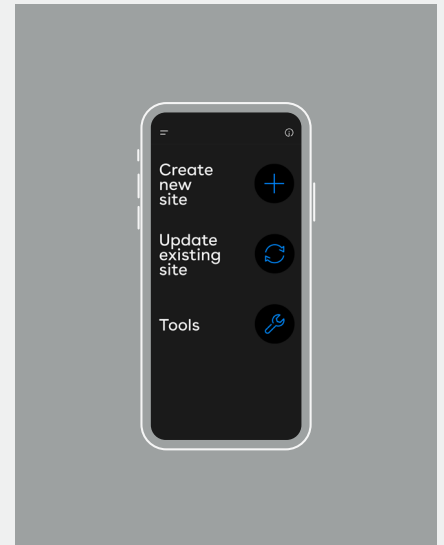 Create
new
site
Update
existing
site
Tools